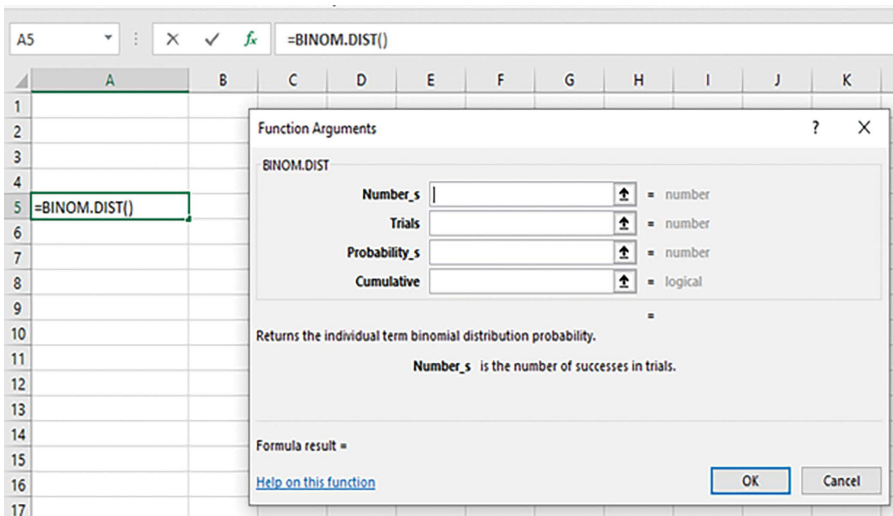 A5 fx =BINOM.DIST()
A B C D E F G H I J K
1
2 Function Arguments ? X
3 BINOM.DIST
4 Number_s = number
5 =BINOM.DIST() Trials = number
6 Probability_s = number
7 Cumulative = logical
8
9 =
10 Returns the individual term binomial distribution probability.
11 Number_s is the number of successes in trials.
12
13
14 Formula result =
15
16 Help on this function OK Cancel
17